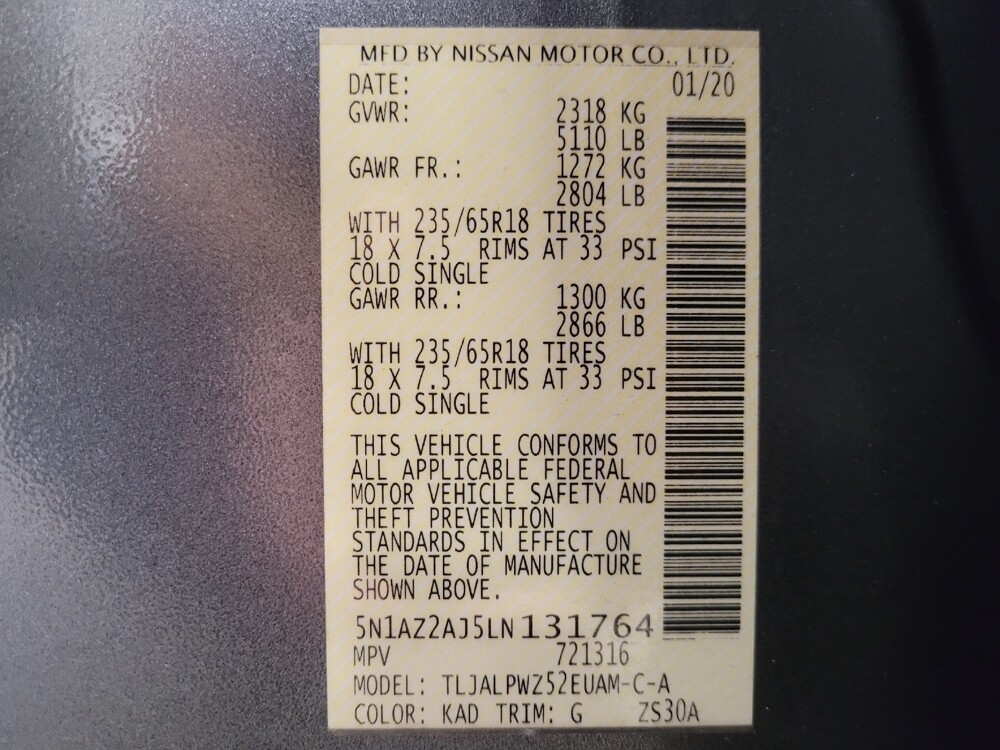 MFD BY NISSAN MOTOR CO., LTD.
DATE: 01/20
GVWR: 2318 KG
5110 LB
GAWR FR.: 1272 KG
2804 LB
WITH 235/65R18 TIRES
18 X 7.5 RIMS AT 33 PSI
COLD SINGLE
GAWR RR.: 1300 KG
2866 LB
WITH 235/65R18 TIRES
18 X 7.5 RIMS AT 33 PSI
COLD SINGLE
THIS VEHICLE CONFORMS TO
ALL APPLICABLE FEDERAL
MOTOR VEHICLE SAFETY AND
THEFT PREVENTION
STANDARDS IN EFFECT ON
THE DATE OF MANUFACTURE
SHOWN ABOVE.
5N1AZ2AJ5LN131764
MPV 721316
MODEL: TLJALPWZ52EUAM-C-A
COLOR: KAD TRIM: G ZS30A